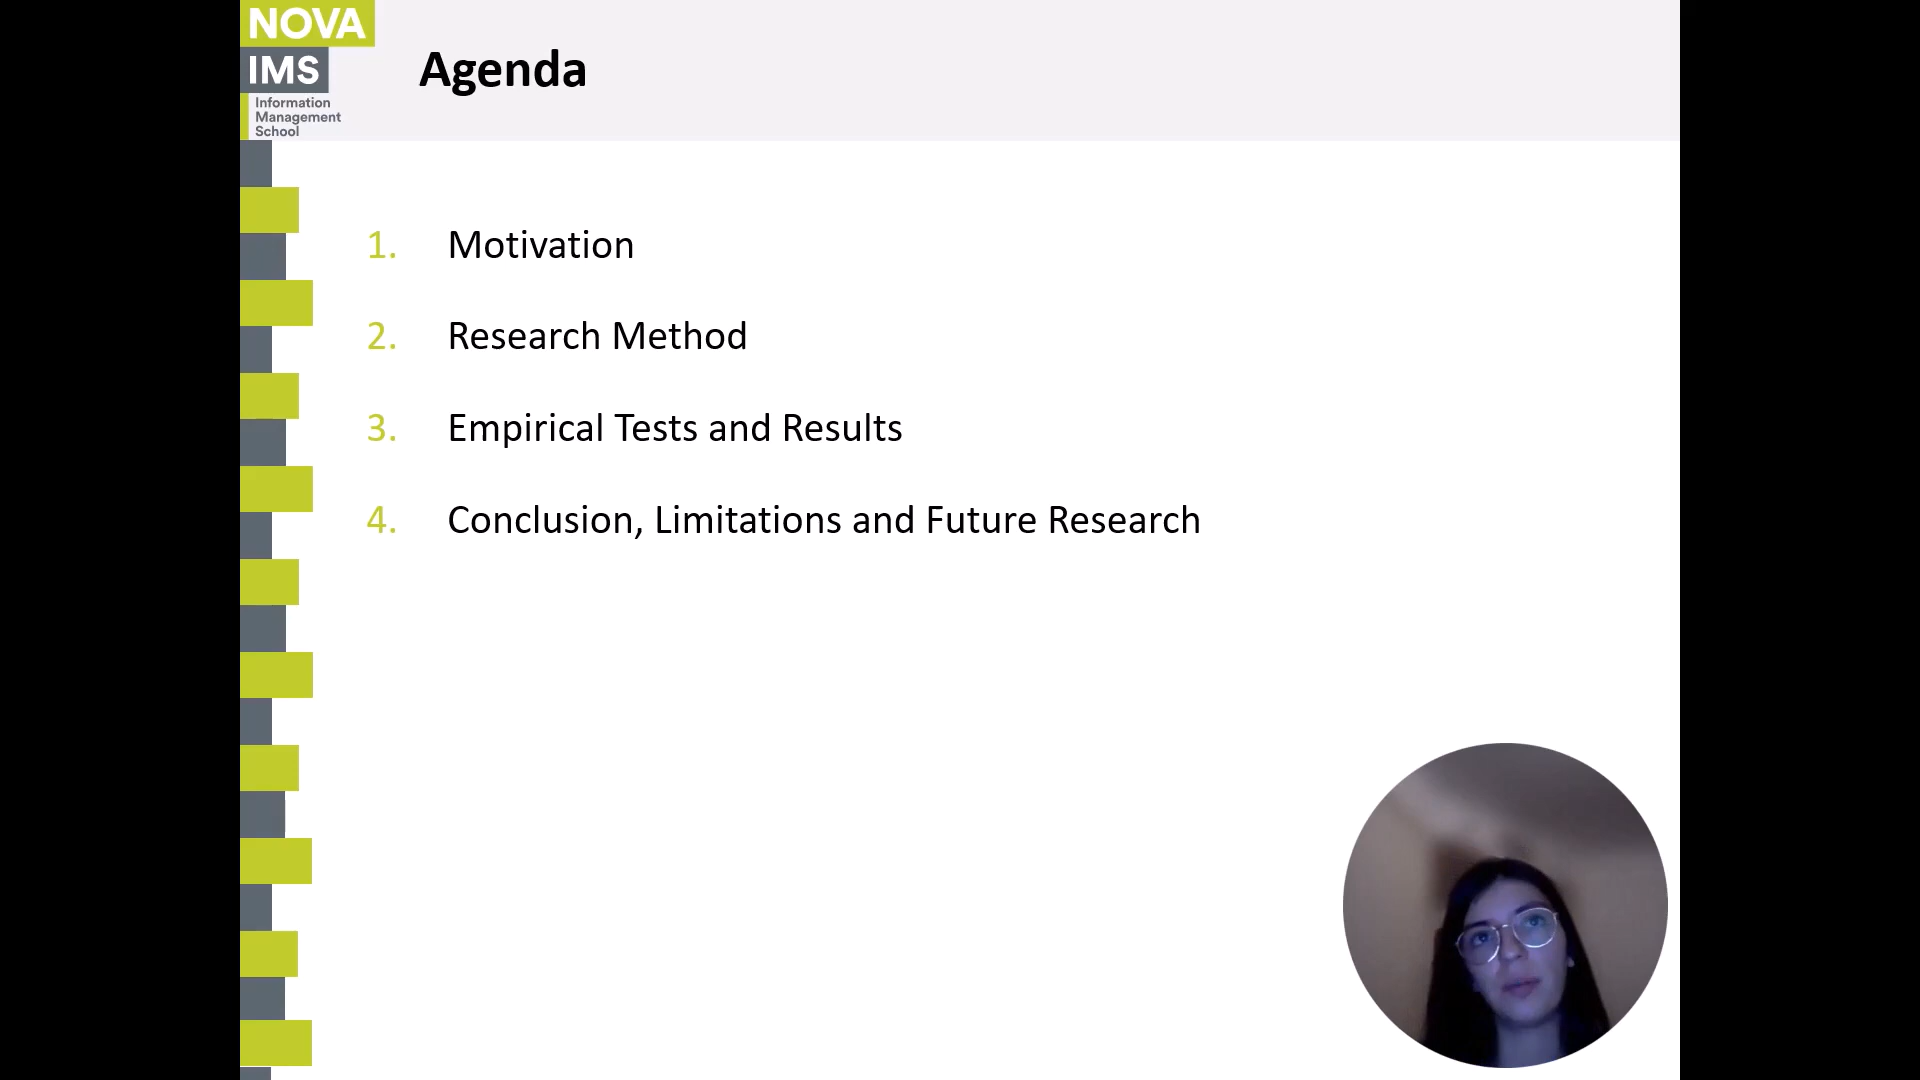 NOVA
IMS
Information
Management
School
Agenda
1. Motivation
2. Research Method
3. Empirical Tests and Results
4. Conclusion, Limitations and Future Research